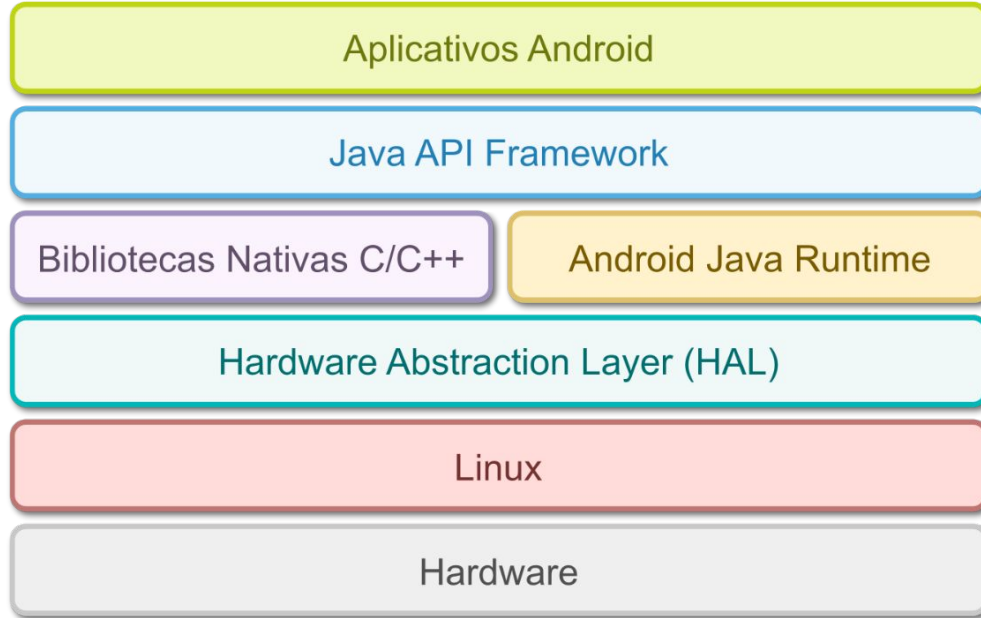 Aplicativos Android
Java API Framework
Bibliotecas Nativas C/C++
Android Java Runtime
Hardware Abstraction Layer (HAL)
Linux
Hardware